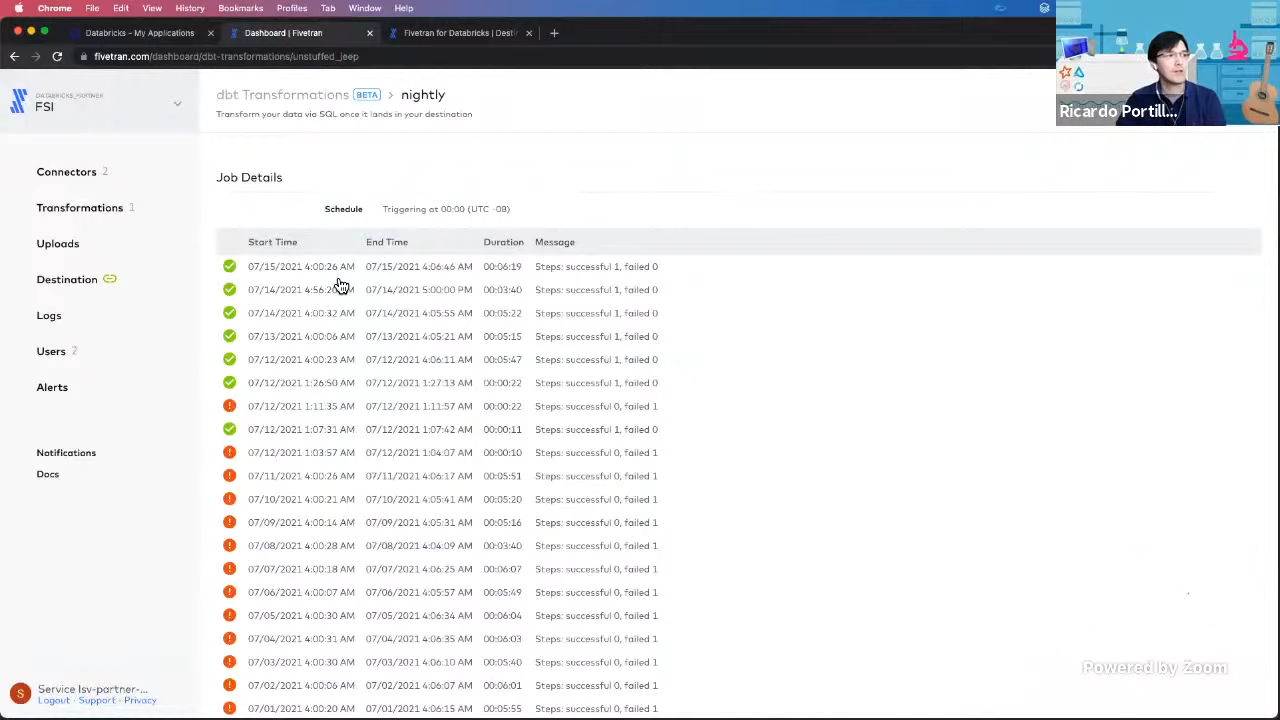 Chrome File Edit View History Bookmarks Profiles Tab Window Help
Databricks - My Applications
Dashboard | Fivetran
Fivetran for Databricks | Desti
fivetran.com/dashboard/dbt-transformations/unstuffed_jeep
DATABRICKS_PARTNER
FSI
dbt Transformations BETA > nightly
Transform your data via SQL once it lands in your destination
Ricardo Portill...
Connectors 2
Transformations 1
Uploads
Destination
Logs
Users 2
Alerts
Notifications
Docs
Job Details
Schedule Triggering at 00:00 (UTC -08)
Start Time End Time Duration Message
07/15/2021 4:00:26 AM 07/15/2021 4:06:46 AM 00:06:19 Steps: successful 1, failed 0
07/14/2021 07/14/2021 5:00:00 PM 00:03:40 Steps: successful 1, failed 0
07/14/2021 4:00:32 AM 07/14/2021 4:05:55 AM 00:05:22 Steps: successful 1, failed 0
07/13/2021 4:00:06 AM 07/13/2021 4:05:21 AM 00:05:15 Steps: successful 1, failed 0
07/12/2021 4:00:23 AM 07/12/2021 4:06:11 AM 00:05:47 Steps: successful 1, failed 0
07/12/2021 1:26:50 AM 07/12/2021 1:27:13 AM 00:00:22 Steps: successful 1, failed 0
07/12/2021 1:11:35 AM 07/12/2021 1:11:57 AM 00:00:22 Steps: successful 0, failed 1
07/12/2021 1:07:31 AM 07/12/2021 1:07:42 AM 00:00:11 Steps: successful 1, failed 0
07/12/2021 1:03:57 AM 07/12/2021 1:04:07 AM 00:00:10 Steps: successful 0, failed 1
07/11/2021 4:00:26 AM 07/11/2021 4:06:17 AM 00:05:51 Steps: successful 0, failed 1
07/10/2021 4:00:21 AM 07/10/2021 4:05:41 AM 00:05:20 Steps: successful 0, failed 1
07/09/2021 4:00:14 AM 07/09/2021 4:05:31 AM 00:05:16 Steps: successful 0, failed 1
07/08/2021 4:00:28 AM 07/08/2021 4:04:09 AM 00:03:40 Steps: successful 0, failed 1
07/07/2021 4:00:18 AM 07/07/2021 4:06:25 AM 00:06:07 Steps: successful 0, failed 1
07/06/2021 4:00:07 AM 07/06/2021 4:05:57 AM 00:05:49 Steps: successful 0, failed 1
07/05/2021 4:00:30 AM 07/05/2021 4:06:34 AM 00:06:04 Steps: successful 0, failed 1
07/04/2021 4:00:31 AM 07/04/2021 4:06:35 AM 00:06:03 Steps: successful 0, failed 1
07/03/2021 4:00:30 AM 07/03/2021 4:06:10 AM 00:05:40 Steps: successful 0, failed 1
07/02/2021 4:00:06 AM 07/02/2021 4:06:07 AM 00:06:01 Steps: successful 0, failed 1
07/01/2021 4:00:20 AM 07/01/2021 4:06:15 AM 00:05:55 Steps: successful 0, failed 1
Powered by Zoom
S
Service lsv-partner-...
Logout · Support · Privacy